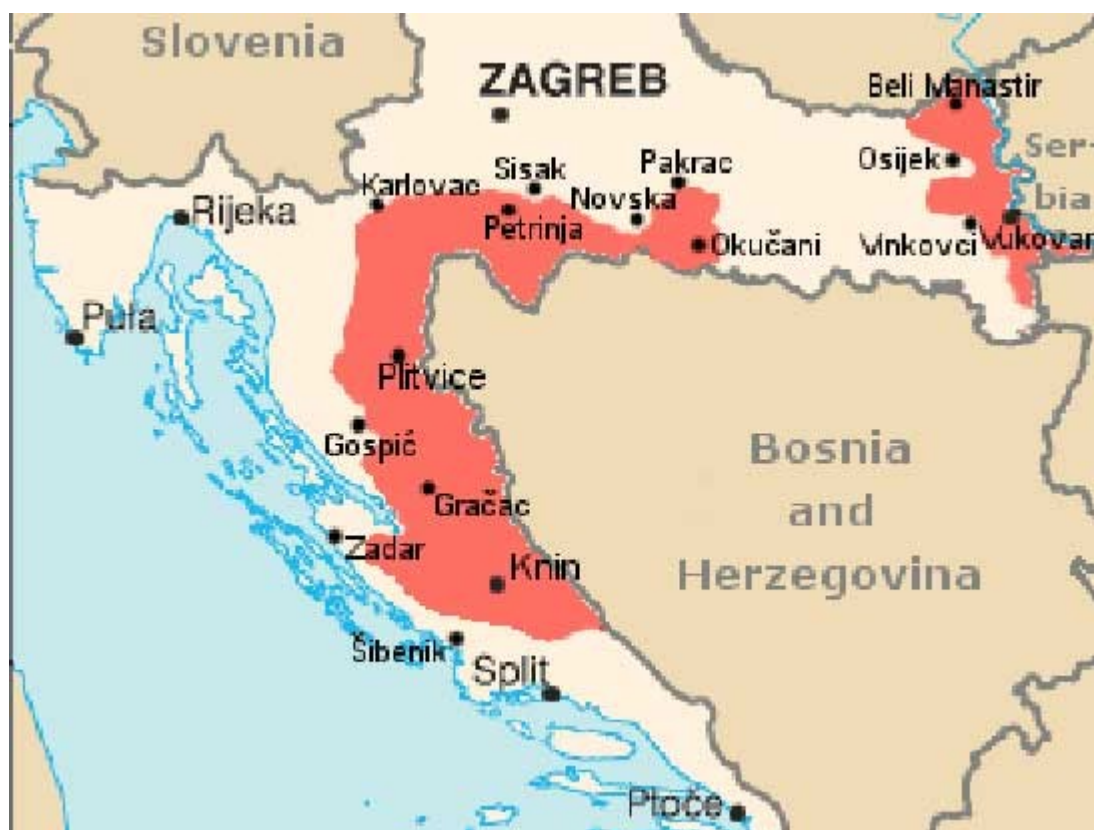 Slovenia
ZAGREB
Beli Manastir
Sisak
Pakrac
Osijek
Ser-
bia
Karlovac
Novska
Rijeka
Petrinja
Okučani
Vinkovci
Vukovar
Pula
Plitvice
Gospić
Bosnia
and
Herzegovina
Gračac
Zadar
Knin
Šibenik
Split
Ploče